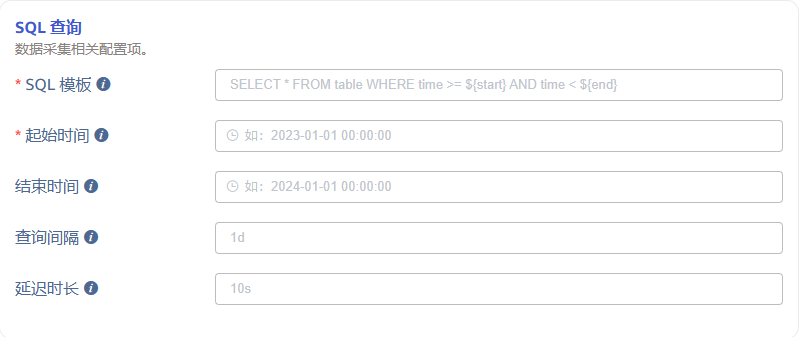 SQL 查询
数据采集相关配置项。
* SQL 模板 i SELECT * FROM table WHERE time >= ${start} AND time < ${end}
* 起始时间 i 如：2023-01-01 00:00:00
结束时间 i 如：2024-01-01 00:00:00
查询间隔 i 1d
延迟时长 i 10s